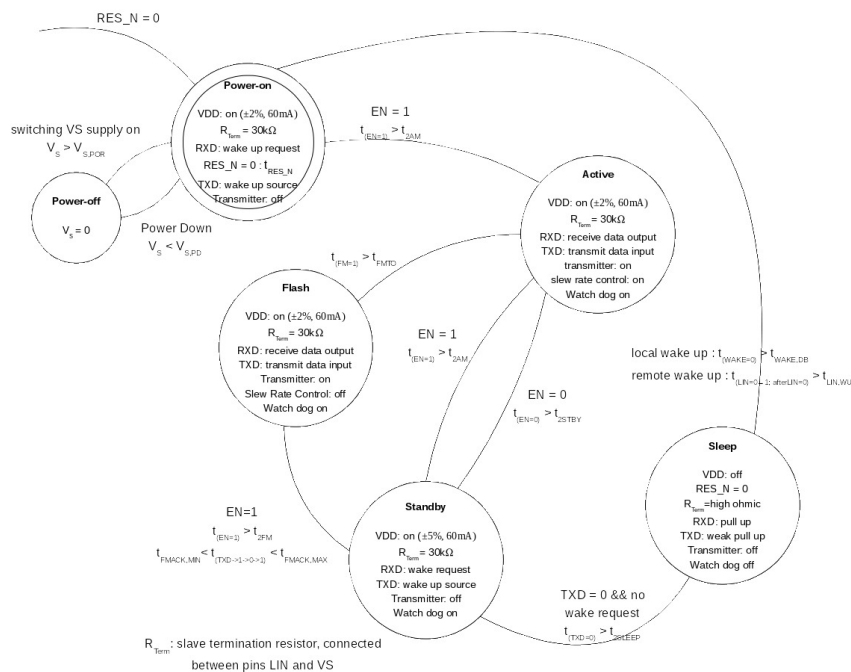 RES_N = 0
Power-on
VDD: on (±2%, 60mA)
R_Term = 30kΩ
RXD: wake up request
RES_N = 0 : t_RES_N
TXD: wake up source
Transmitter: off
switching VS supply on
V_S > V_S,POR
Power-off
V_S = 0
Power Down
V_S < V_S,PD
EN = 1
t_(EN=1) > t_2AM
Active
VDD: on (±2%, 60mA)
R_Term = 30kΩ
RXD: receive data output
TXD: transmit data input
transmitter: on
slew rate control: on
Watch dog on
t_(FM=1) > t_FMTO
Flash
VDD: on (±2%, 60mA)
R_Term = 30kΩ
RXD: receive data output
TXD: transmit data input
Transmitter: on
Slew Rate Control: off
Watch dog on
EN = 1
t_(EN=1) > t_2AM
EN = 0
t_(EN=0) > t_2STBY
local wake up : t_(WAKE=0) > t_WAKE,DB
remote wake up : t_(LIN=0→1; afterLIN=0) > t_LIN,WU
Sleep
VDD: off
RES_N = 0
R_Term=high ohmic
RXD: pull up
TXD: weak pull up
Transmitter: off
Watch dog off
EN=1
t_(EN=1) > t_2FM
t_FMACK,MIN < t_(TXD->1->0->1) < t_FMACK,MAX
Standby
VDD: on (±5%, 60mA)
R_Term = 30kΩ
RXD: wake request
TXD: wake up source
Transmitter: off
Watch dog on
TXD = 0 && no
wake request
t_(TXD=0) > t_2SLEEP
R_Term: slave termination resistor, connected
between pins LIN and VS